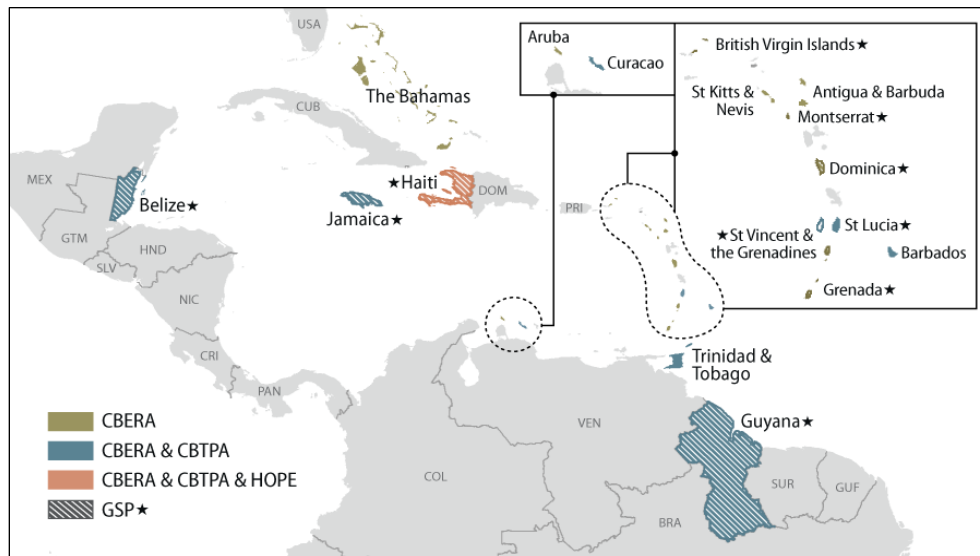 USA
The Bahamas
CUB
MEX
Belize★
GTM
HND
SLV
NIC
CRI
PAN
Jamaica★
★Haiti
DOM
PRI
Aruba
Curacao
British Virgin Islands★
St Kitts &
Nevis
Antigua & Barbuda
Montserrat★
Dominica★
St Lucia★
★St Vincent &
the Grenadines
Barbados
Grenada★
Trinidad &
Tobago
Guyana★
VEN
COL
BRA
SUR
GUF
CBERA
CBERA & CBTPA
CBERA & CBTPA & HOPE
GSP★